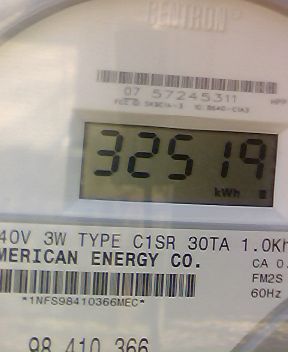 CENTRON®
07 57245311
32519
kWh
40V 3W TYPE C1SR 30TA 1.0Kh
MERICAN ENERGY CO.
CA 0.
FM2S
60Hz
*1NFS98410366MEC*
98 410 366